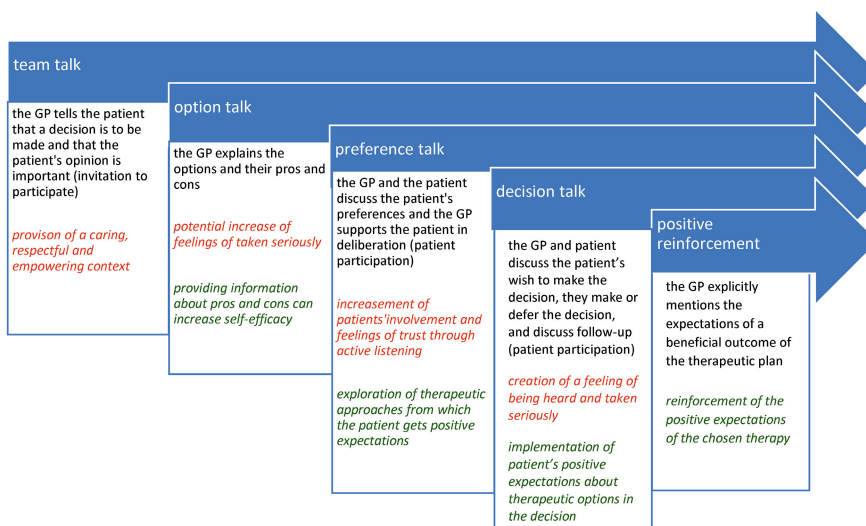 team talk
the GP tells the patient
that a decision is to be
made and that the
patient's opinion is
important (invitation to
participate)
provison of a caring,
respectful and
empowering context
option talk
the GP explains the
options and their pros and
cons
potential increase of
feelings of taken seriously
providing information
about pros and cons can
increase self-efficacy
preference talk
the GP and the patient
discuss the patient's
preferences and the GP
supports the patient in
deliberation (patient
participation)
increasement of
patients'involvement and
feelings of trust through
active listening
exploration of therapeutic
approaches from which
the patient gets positive
expectations
decision talk
the GP and patient
discuss the patient’s
wish to make the
decision, they make or
defer the decision,
and discuss follow-up
(patient participation)
creation of a feeling of
being heard and taken
seriously
implementation of
patient’s positive
expectations about
therapeutic options in
the decision
positive
reinforcement
the GP explicitly
mentions the
expectations of a
beneficial outcome of
the therapeutic plan
reinforcement of the
positive expectations
of the chosen therapy